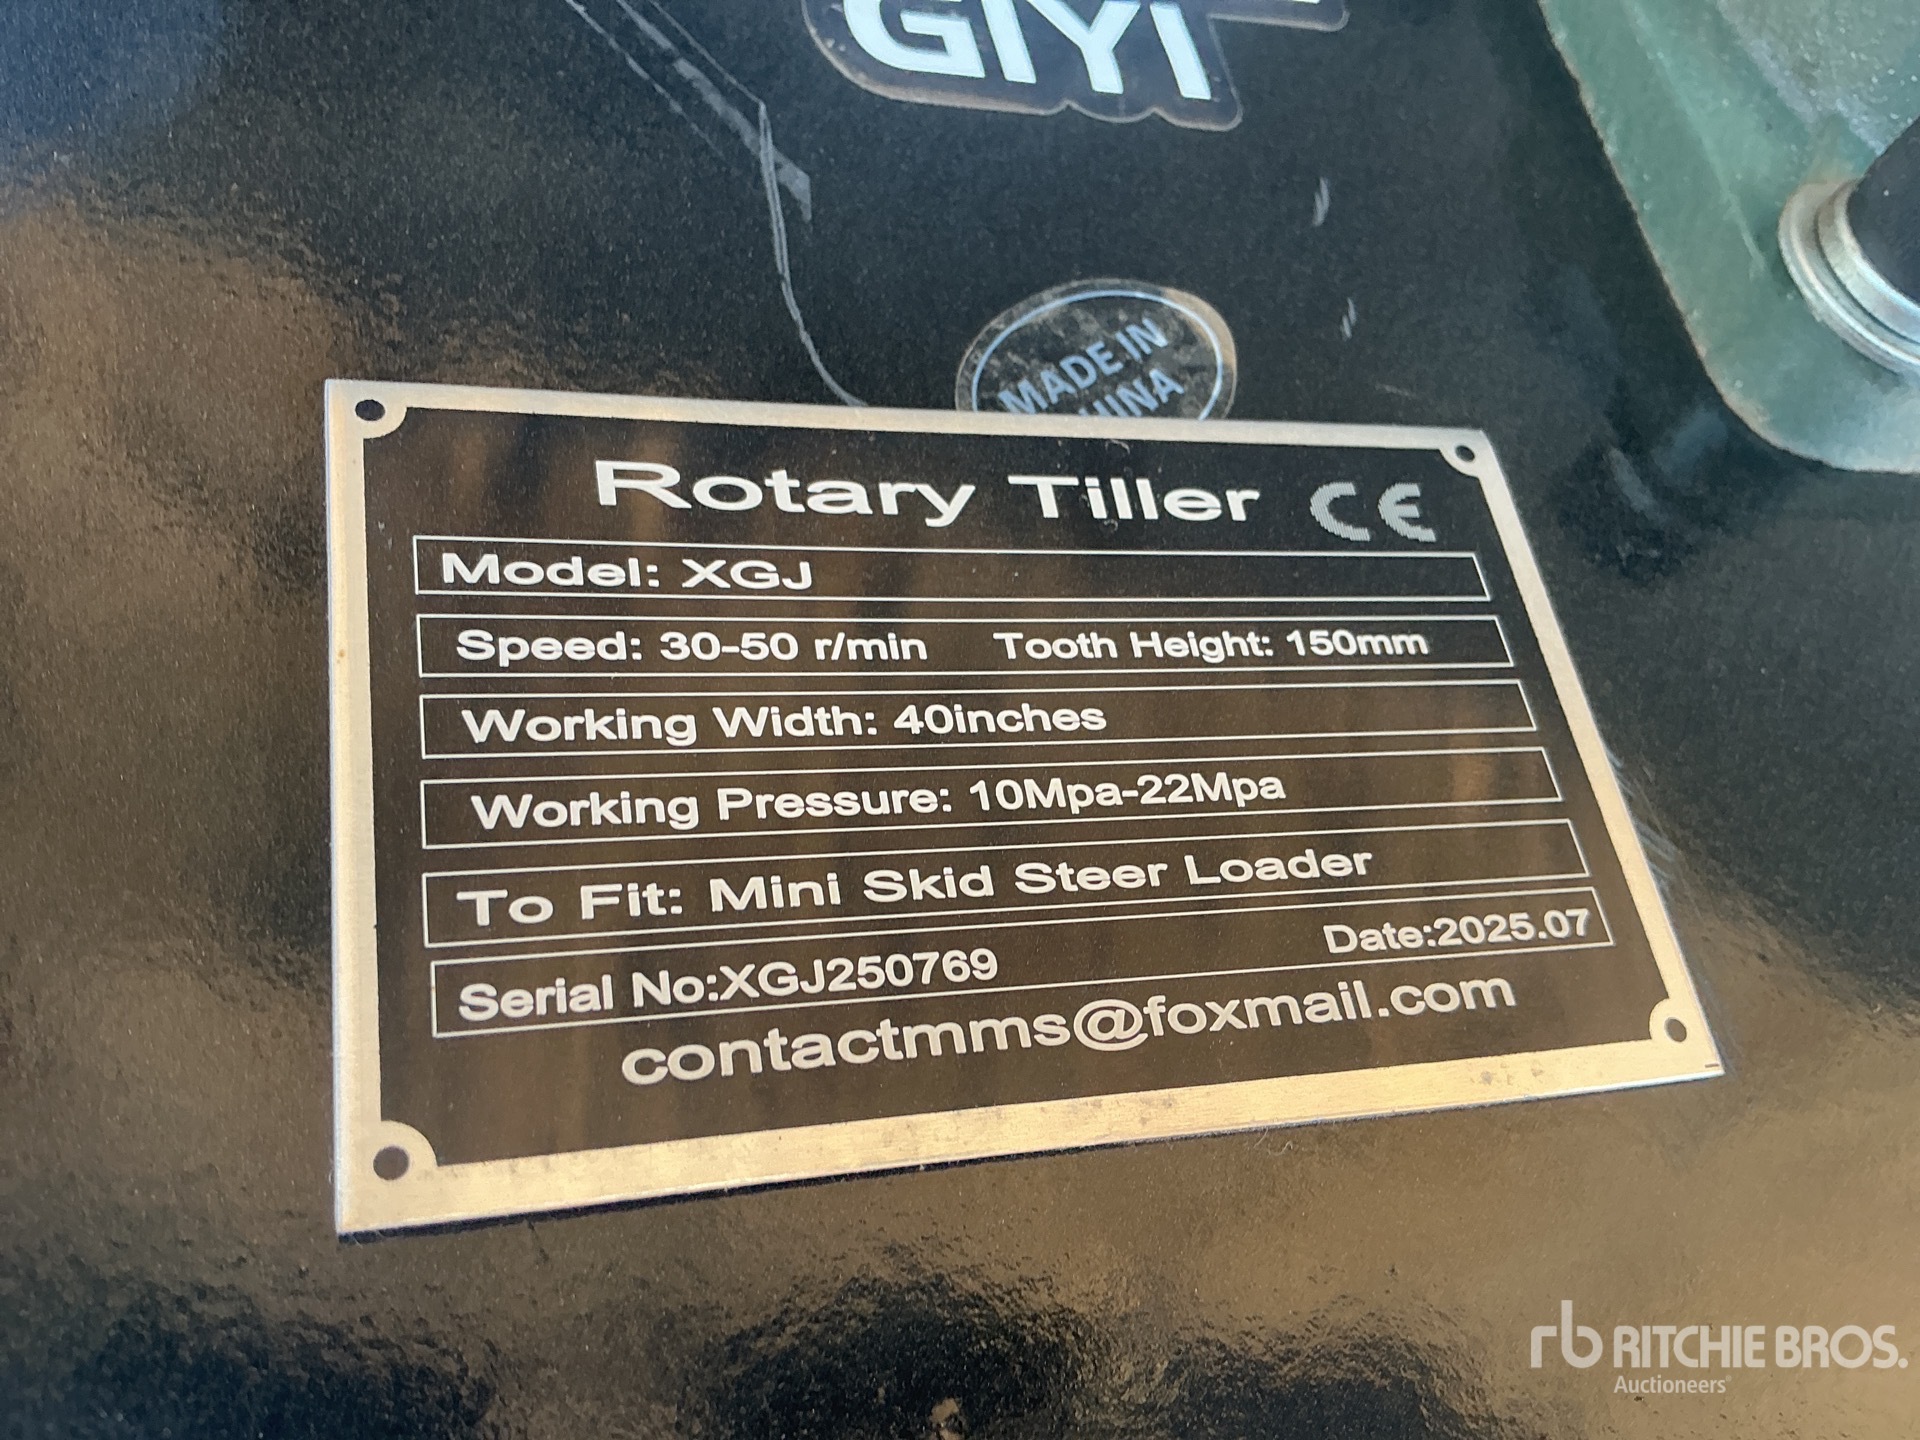 GIYI
MADE IN
Rotary Tiller CE
Model: XGJ
Speed: 30-50 r/min Tooth Height: 150mm
Working Width: 40inches
Working Pressure: 10Mpa-22Mpa
To Fit: Mini Skid Steer Loader
Serial No:XGJ250769 Date:2025.07
contactmms@foxmail.com
rb RITCHIE BROS.
Auctioneers